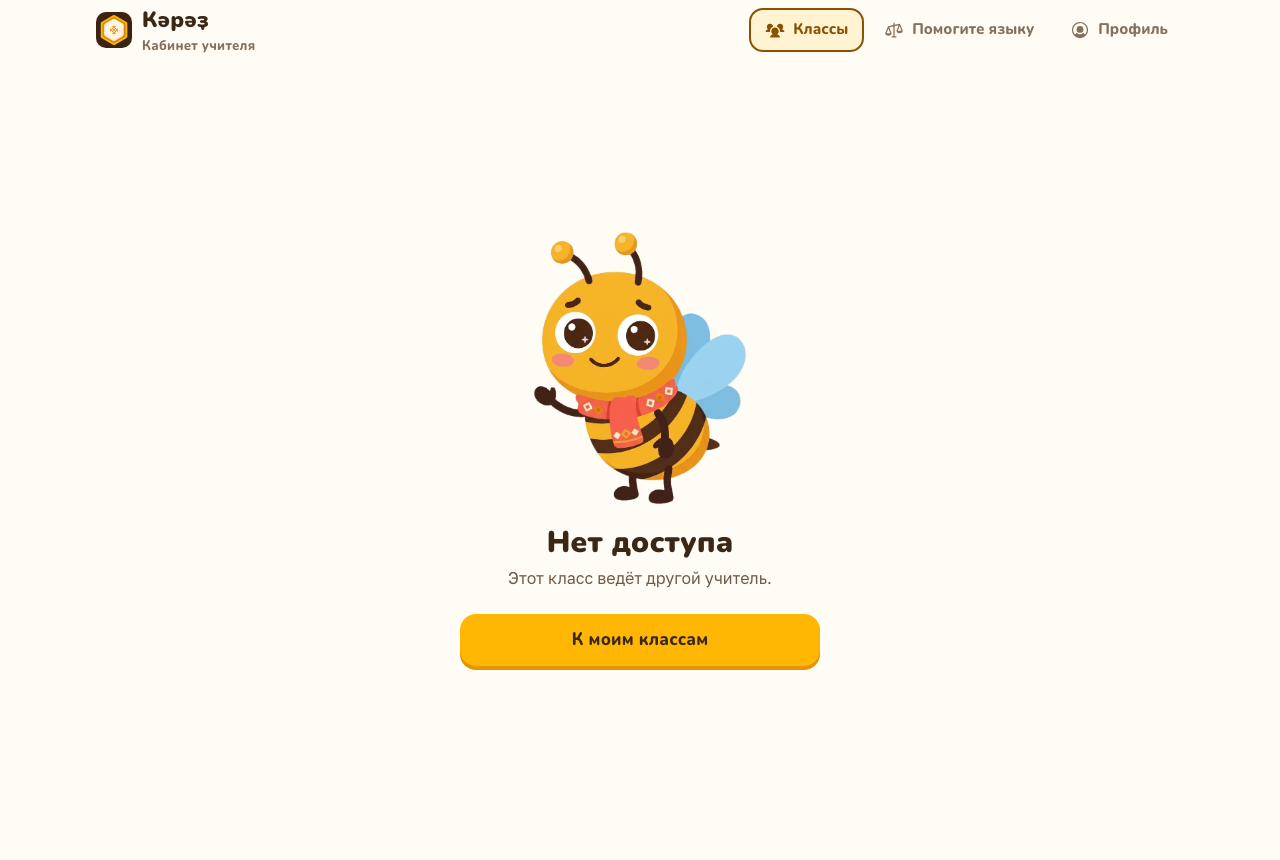 Кәрәҙ
Кабинет учителя
Классы
Помогите языку
Профиль
Нет доступа
Этот класс ведёт другой учитель.
К моим классам